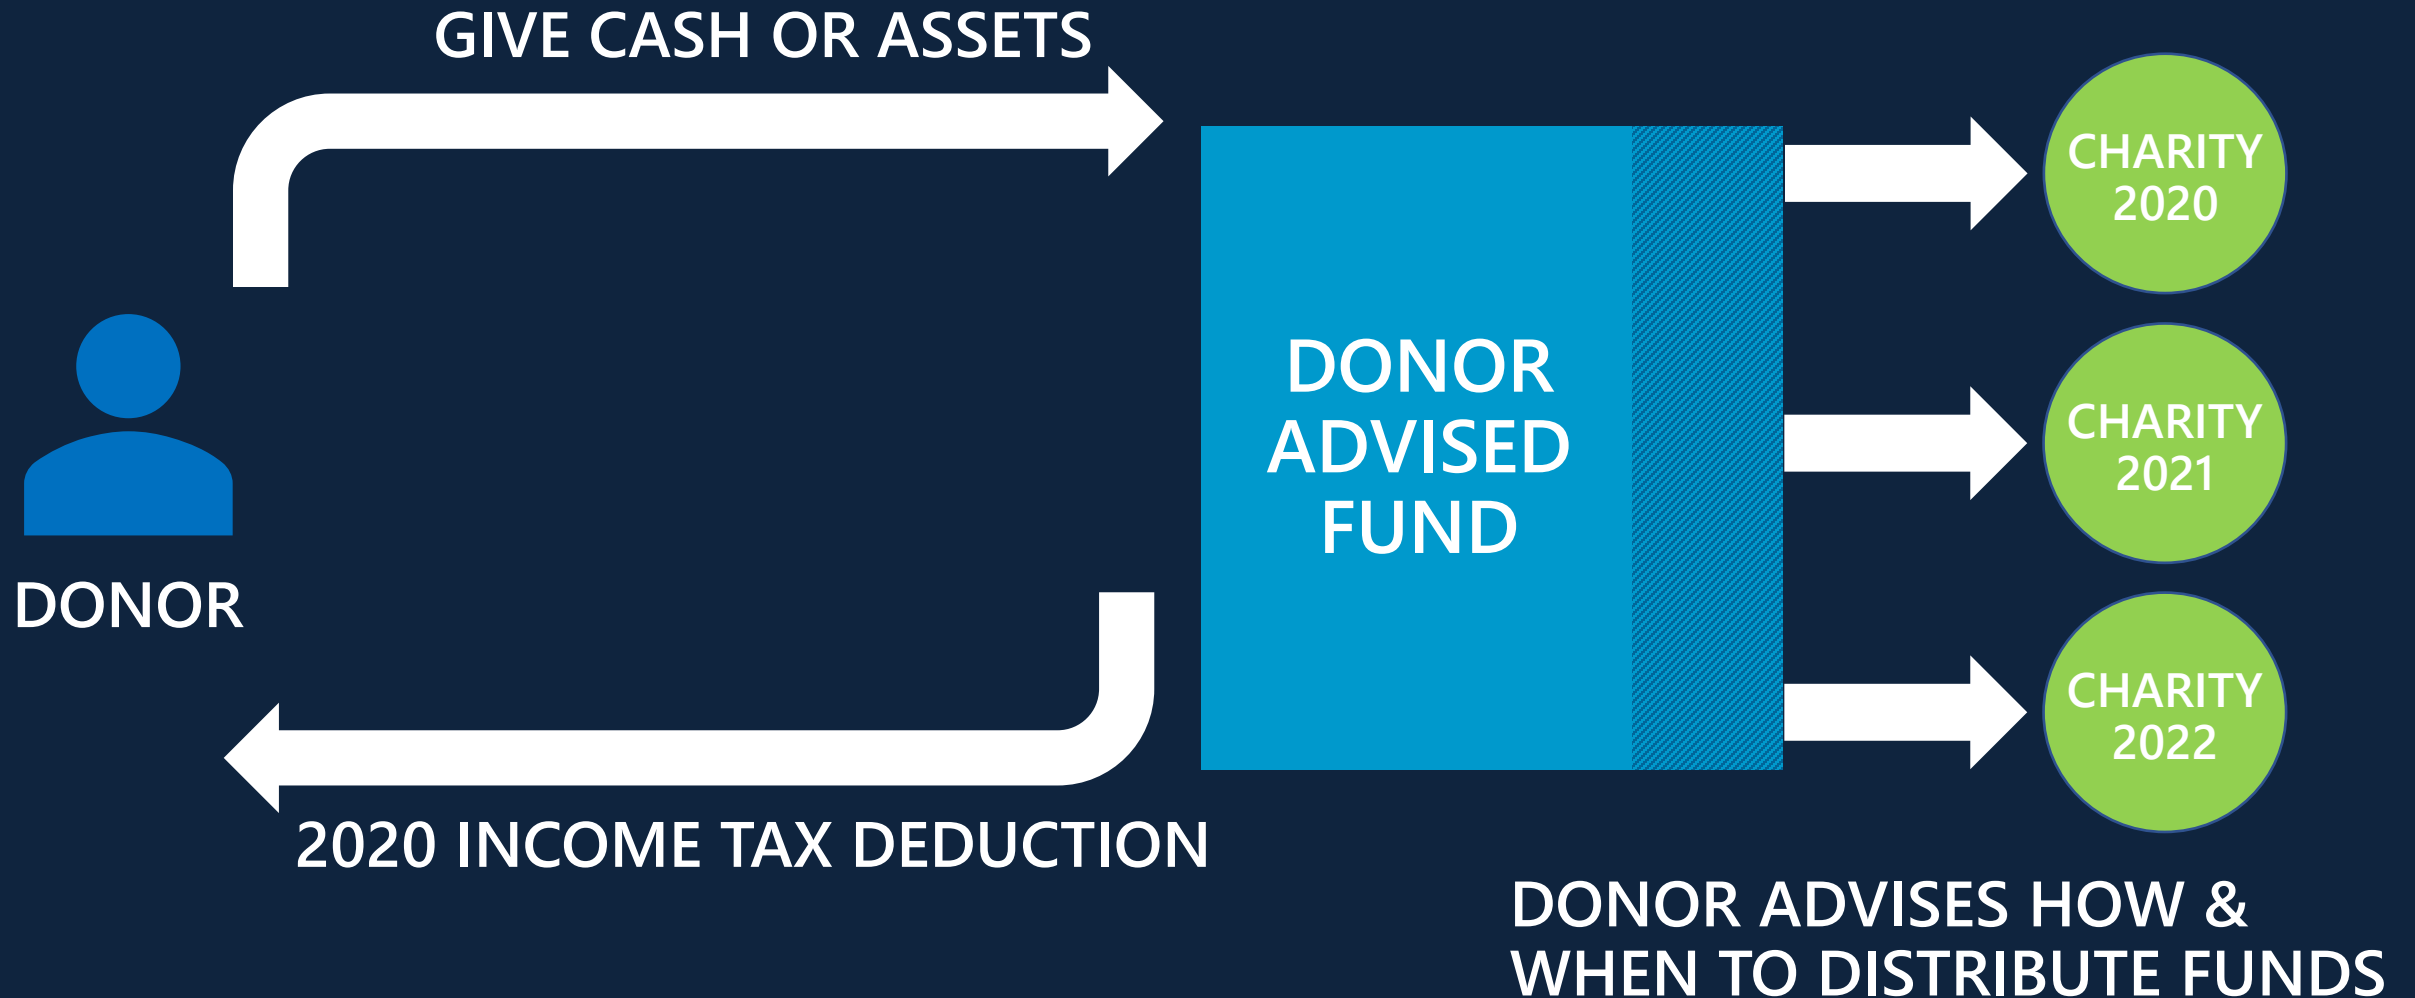 GIVE CASH OR ASSETS
DONOR
2020 INCOME TAX DEDUCTION
DONOR
ADVISED
FUND
CHARITY
2020
CHARITY
2021
CHARITY
2022
DONOR ADVISES HOW &
WHEN TO DISTRIBUTE FUNDS